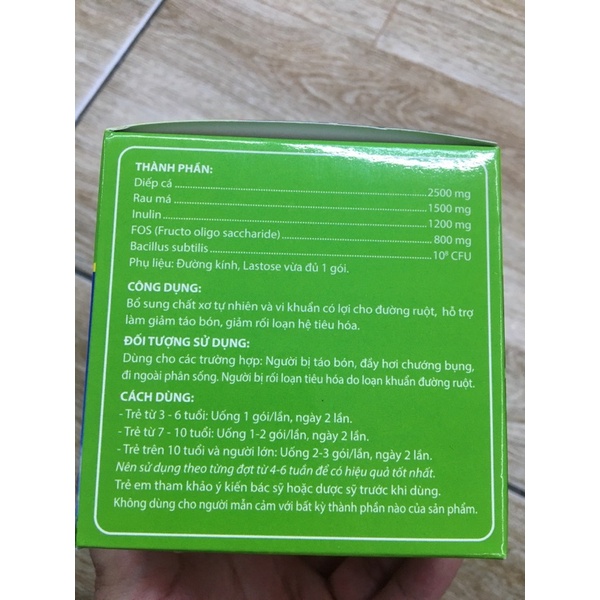 THÀNH PHẦN:
Diếp cá.......................................................................2500 mg
Rau má.......................................................................1500 mg
Inulin..........................................................................1200 mg
FOS (Fructo oligo saccharide)......................................800 mg
Bacillus subtilis............................................................10⁸ CFU
Phụ liệu: Đường kính, Lastose vừa đủ 1 gói.
CÔNG DỤNG:
Bổ sung chất xơ tự nhiên và vi khuẩn có lợi cho đường ruột, hỗ trợ
làm giảm táo bón, giảm rối loạn hệ tiêu hóa.
ĐỐI TƯỢNG SỬ DỤNG:
Dùng cho các trường hợp: Người bị táo bón, đầy hơi chướng bụng,
đi ngoài phân sống. Người bị rối loạn tiêu hóa do loạn khuẩn đường ruột.
CÁCH DÙNG:
- Trẻ từ 3 - 6 tuổi: Uống 1 gói/lần, ngày 2 lần.
- Trẻ từ 7 - 10 tuổi: Uống 1-2 gói/lần, ngày 2 lần.
- Trẻ trên 10 tuổi và người lớn: Uống 2-3 gói/lần, ngày 2 lần.
Nên sử dụng theo từng đợt từ 4-6 tuần để có hiệu quả tốt nhất.
Trẻ em tham khảo ý kiến bác sỹ hoặc dược sỹ trước khi dùng.
Không dùng cho người mẫn cảm với bất kỳ thành phần nào của sản phẩm.